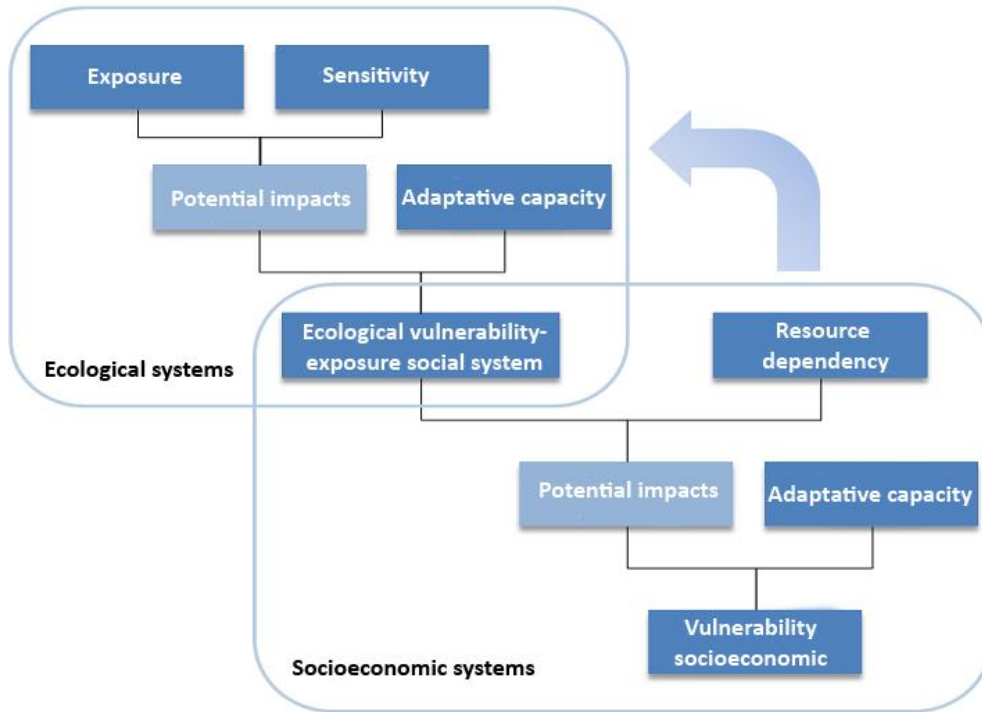 Exposure
Sensitivity
Potential impacts
Adaptative capacity
Ecological vulnerability-
exposure social system
Resource
dependency
Ecological systems
Potential impacts
Adaptative capacity
Vulnerability
socioeconomic
Socioeconomic systems